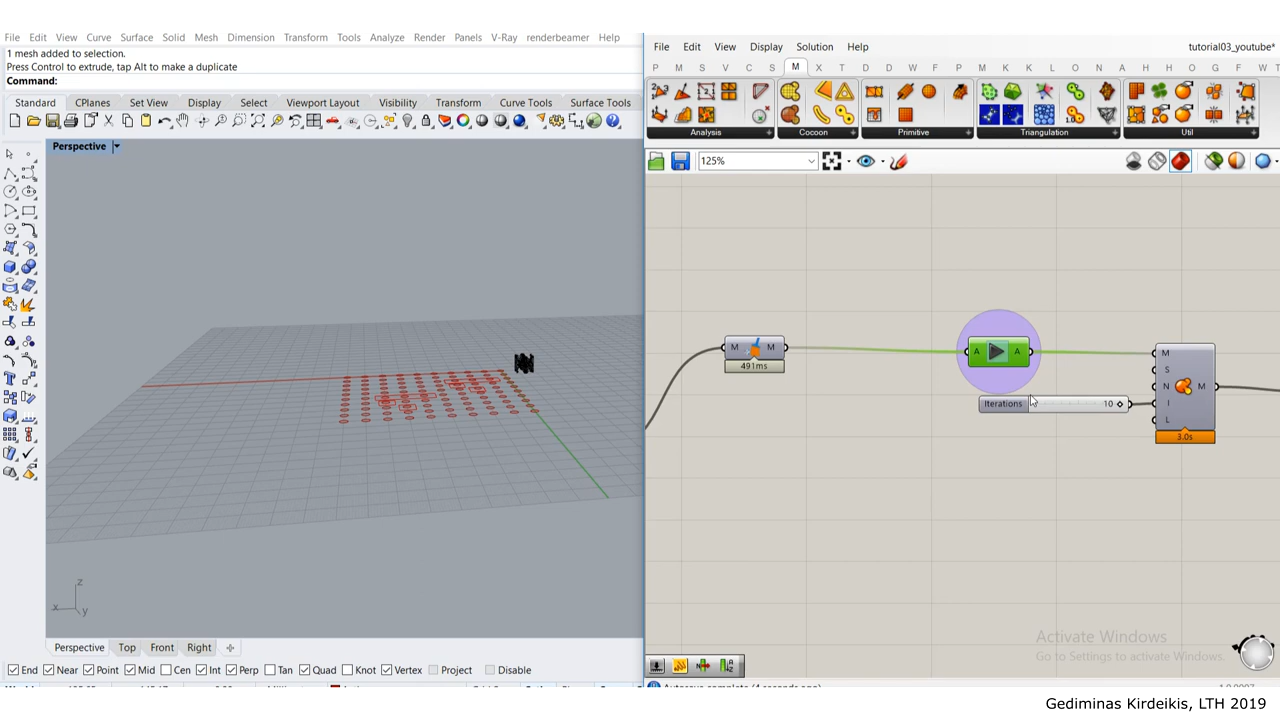 File Edit View Curve Surface Solid Mesh Dimension Transform Tools Analyze Render Panels V-Ray renderbeamer Help
1 mesh added to selection.
Press Control to extrude, tap Alt to make a duplicate
Command:
Standard CPlanes Set View Display Select Viewport Layout Visibility Transform Curve Tools Surface Tools
Perspective
z
x y
Perspective Top Front Right
End Near Point Mid Cen Int Perp Tan Quad Knot Vertex Project Disable
File Edit View Display Solution Help tutorial03_youtube*
P M S V C S M X T D D W F P M K K L O N A H H O G F W T
Analysis Cocoon Primitive Triangulation Util
125%
M M
491ms
A A
Iterations 10
M
S
N M
I
L
3.0s
Activate Windows
Go to Settings to activate Windows.
Gediminas Kirdeikis, LTH 2019